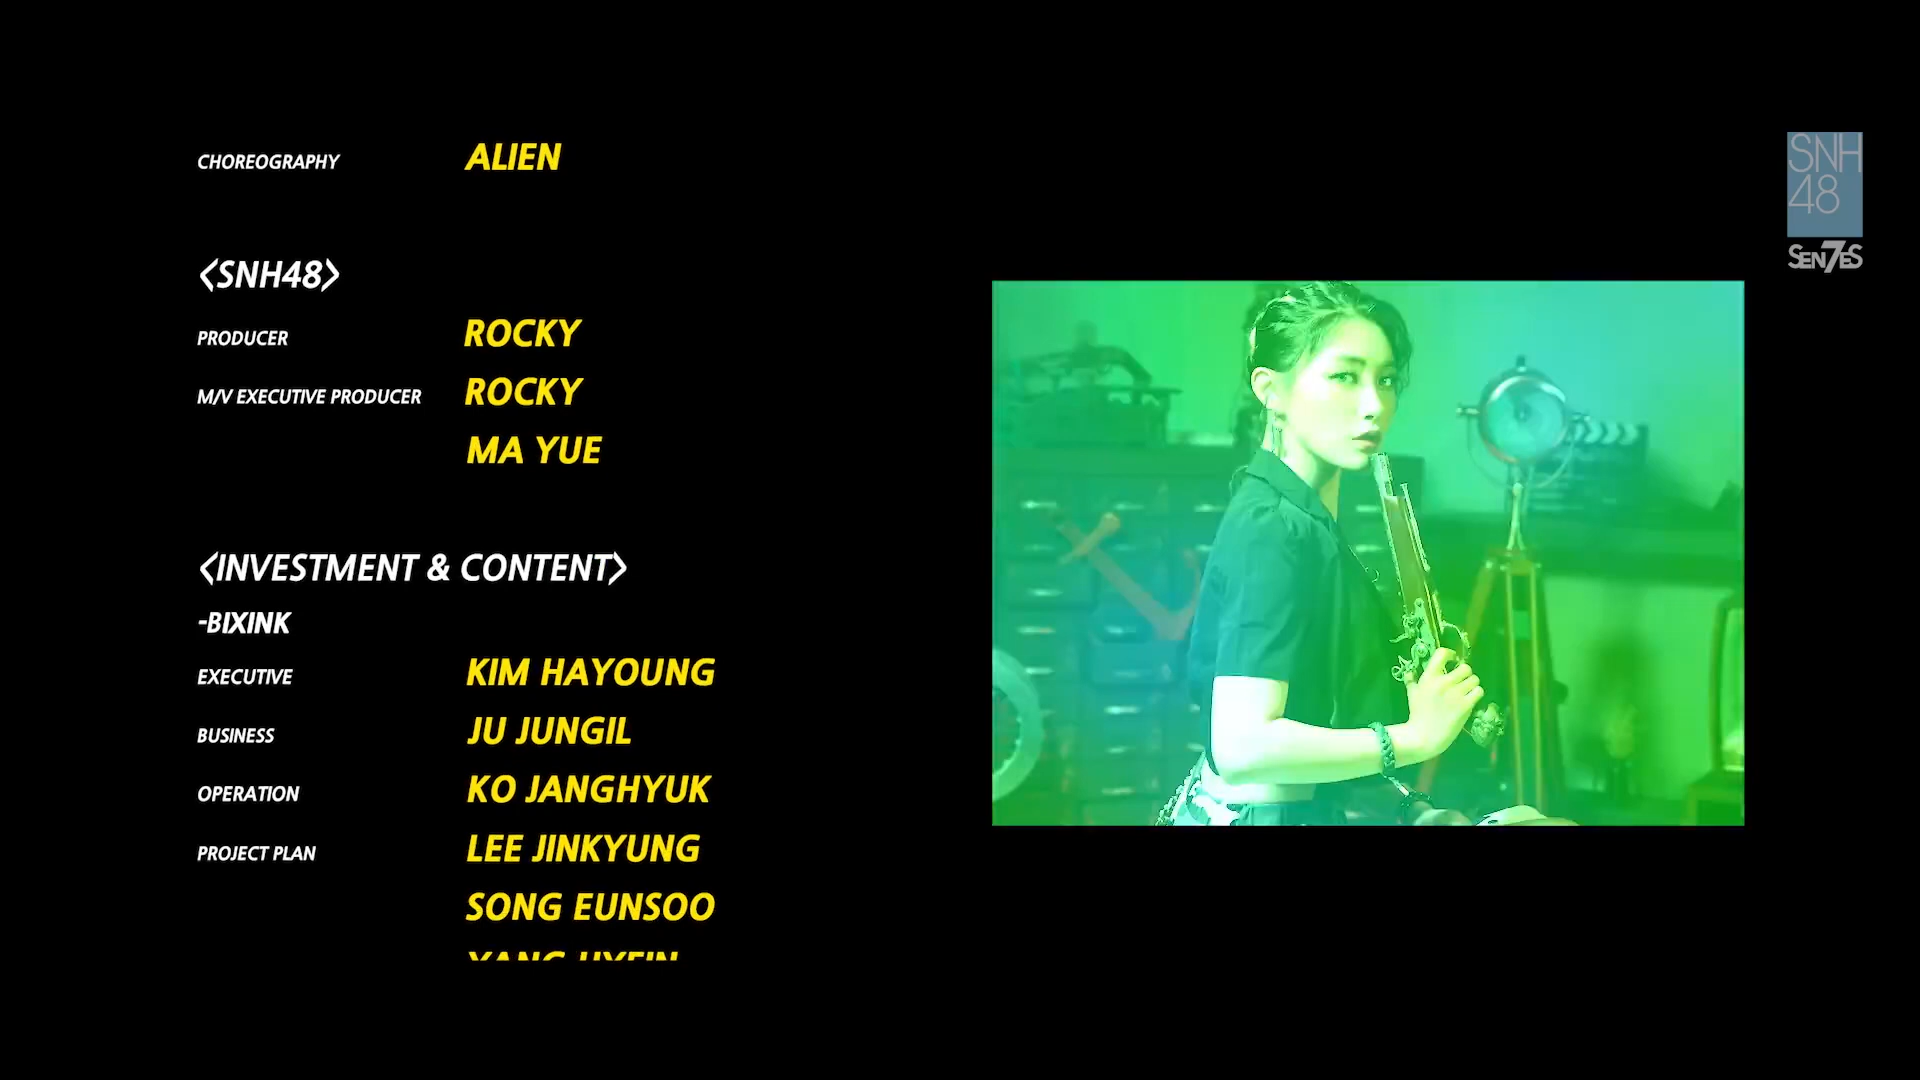 CHOREOGRAPHY ALIEN
<SNH48>
PRODUCER ROCKY
M/V EXECUTIVE PRODUCER ROCKY
MA YUE
<INVESTMENT & CONTENT>
-BIXINK
EXECUTIVE KIM HAYOUNG
BUSINESS JU JUNGIL
OPERATION KO JANGHYUK
PROJECT PLAN LEE JINKYUNG
SONG EUNSOO
SNH
48
SEN7ES